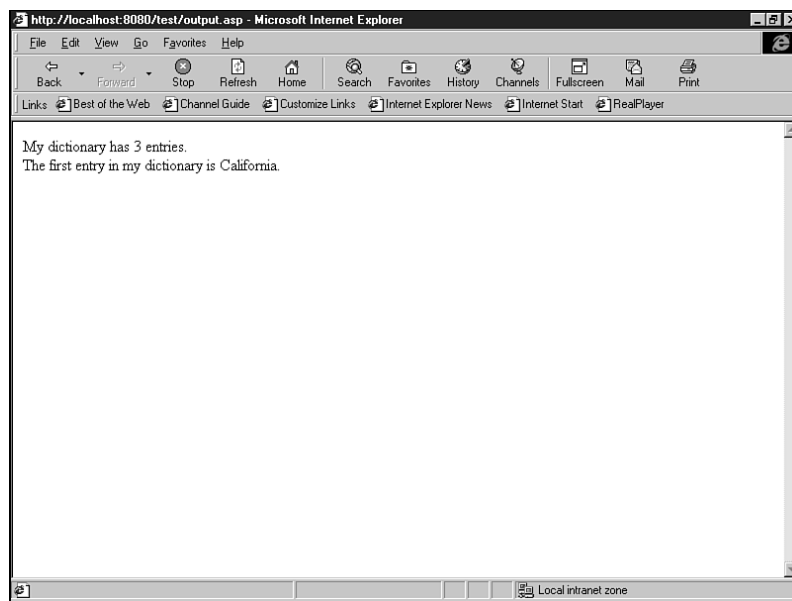 http://localhost:8080/test/output.asp - Microsoft Internet Explorer
File Edit View Go Favorites Help
Back Forward Stop Refresh Home Search Favorites History Channels Fullscreen Mail Print
Links Best of the Web Channel Guide Customize Links Internet Explorer News Internet Start RealPlayer
My dictionary has 3 entries.
The first entry in my dictionary is California.
Local intranet zone